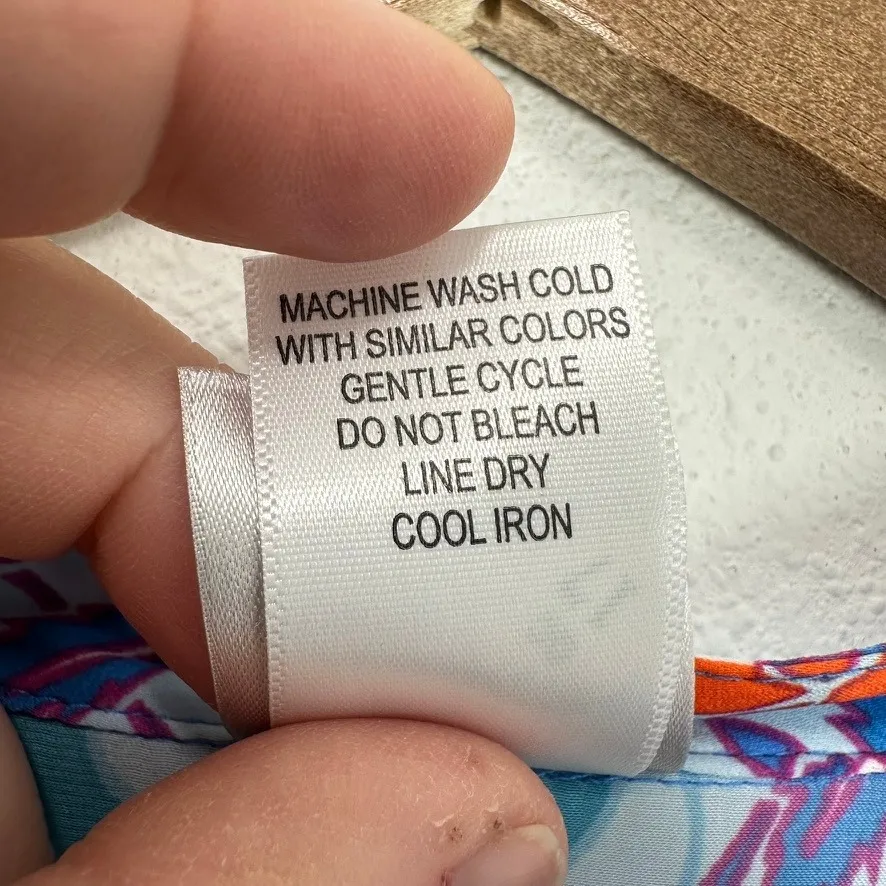 MACHINE WASH COLD
WITH SIMILAR COLORS
GENTLE CYCLE
DO NOT BLEACH
LINE DRY
COOL IRON